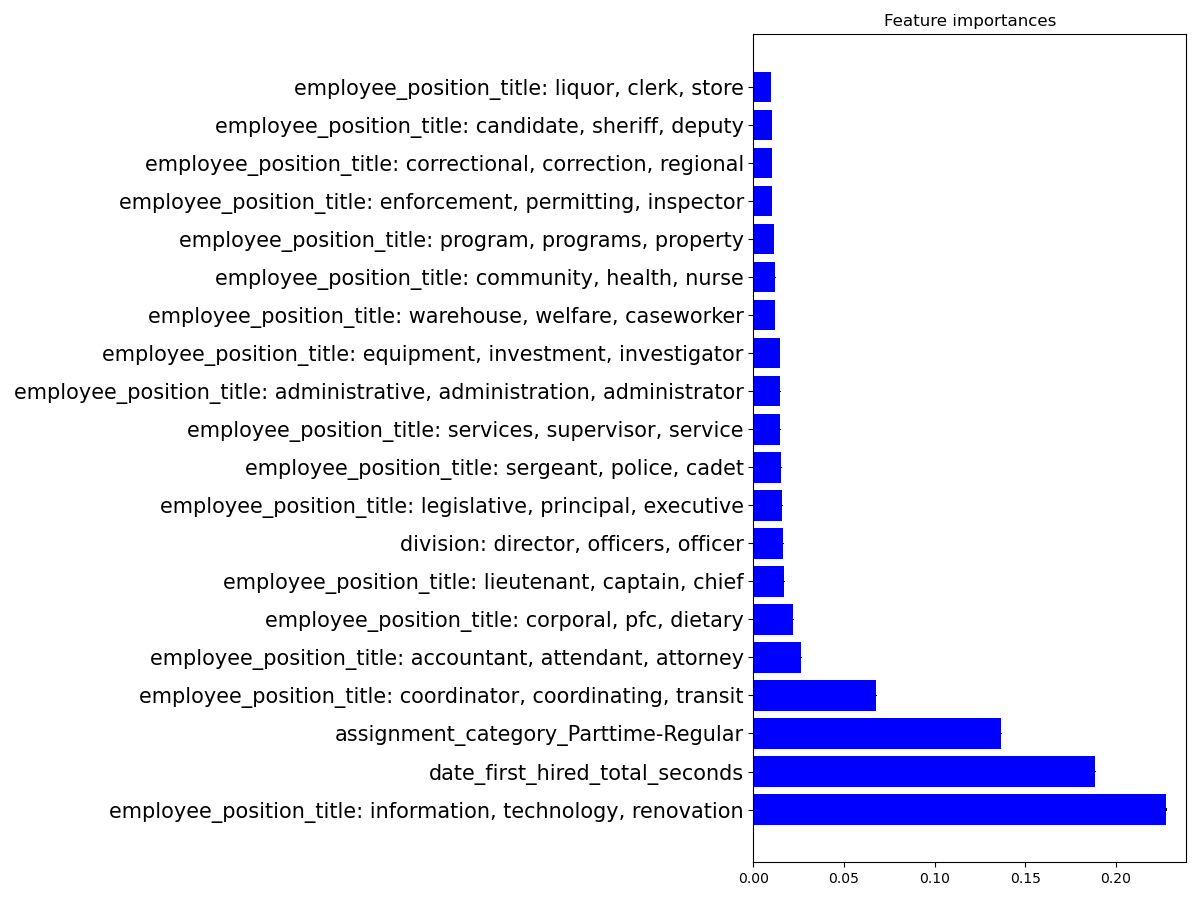 Feature importances
employee_position_title: liquor, clerk, store
employee_position_title: candidate, sheriff, deputy
employee_position_title: correctional, correction, regional
employee_position_title: enforcement, permitting, inspector
employee_position_title: program, programs, property
employee_position_title: community, health, nurse
employee_position_title: warehouse, welfare, caseworker
employee_position_title: equipment, investment, investigator
employee_position_title: administrative, administration, administrator
employee_position_title: services, supervisor, service
employee_position_title: sergeant, police, cadet
employee_position_title: legislative, principal, executive
division: director, officers, officer
employee_position_title: lieutenant, captain, chief
employee_position_title: corporal, pfc, dietary
employee_position_title: accountant, attendant, attorney
employee_position_title: coordinator, coordinating, transit
assignment_category_Parttime-Regular
date_first_hired_total_seconds
employee_position_title: information, technology, renovation
0.00 0.05 0.10 0.15 0.20